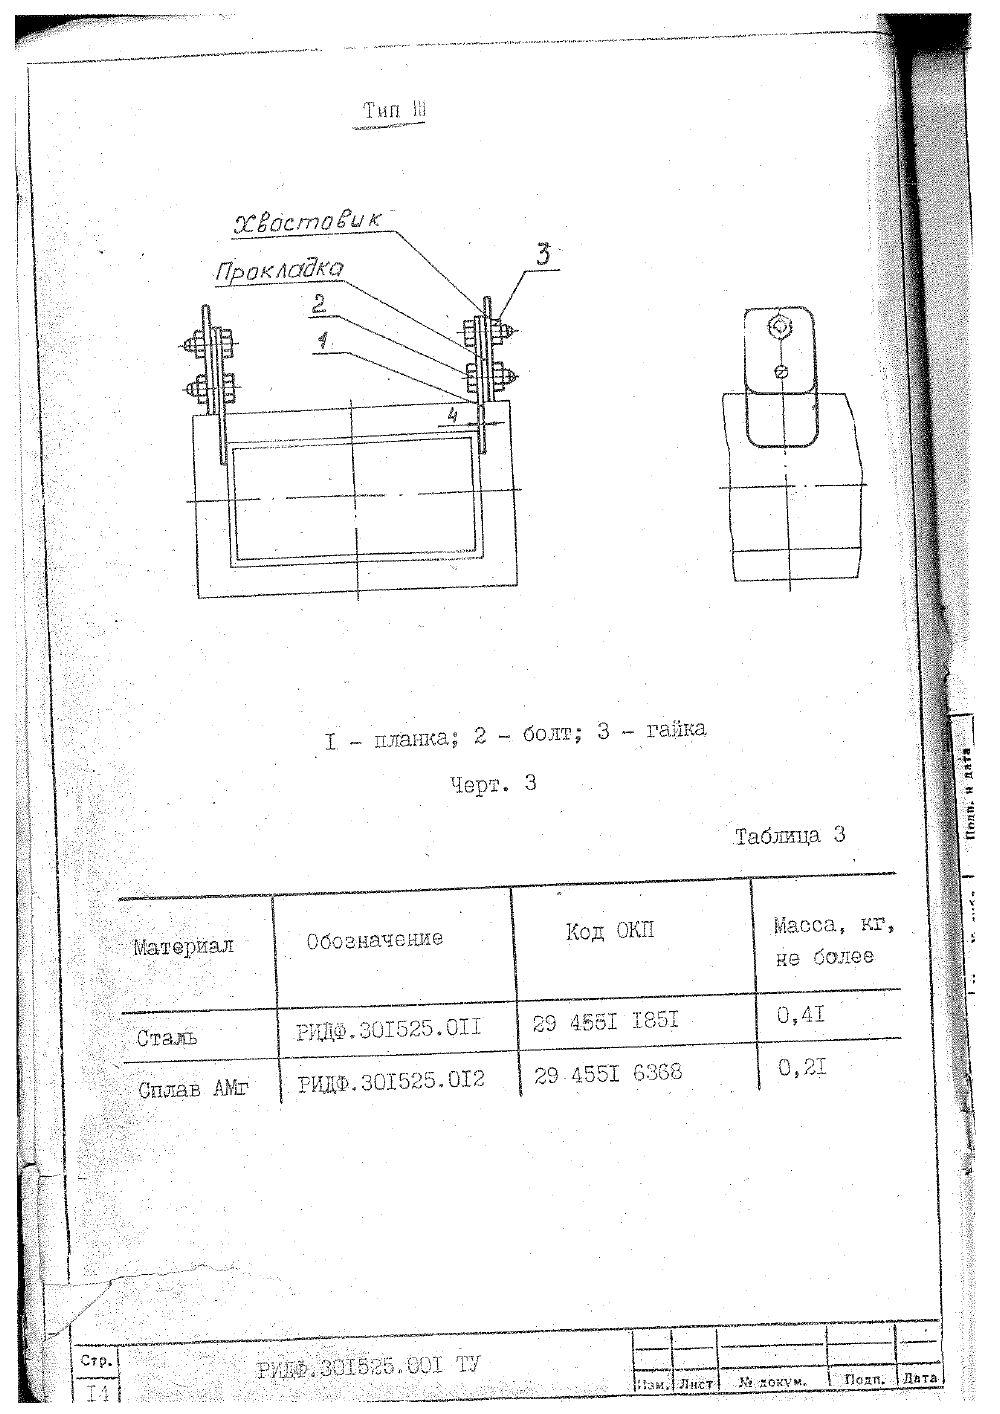 Тип III
Хвостовик
Прокладка
3
2
1
4
I - планка; 2 - болт; 3 - гайка
Черт. 3
Таблица 3
Материал Обозначение Код ОКП Масса, кг, не более
Сталь РИДФ.30I525.0II 29 455I I85I 0,4I
Сплав АМг РИДФ.30I525.0I2 29 455I 6368 0,2I
Подп. и дата
Стр.
I4
РИДФ.30I525.00I ТУ
Изм. Лист № докум. Подп. Дата